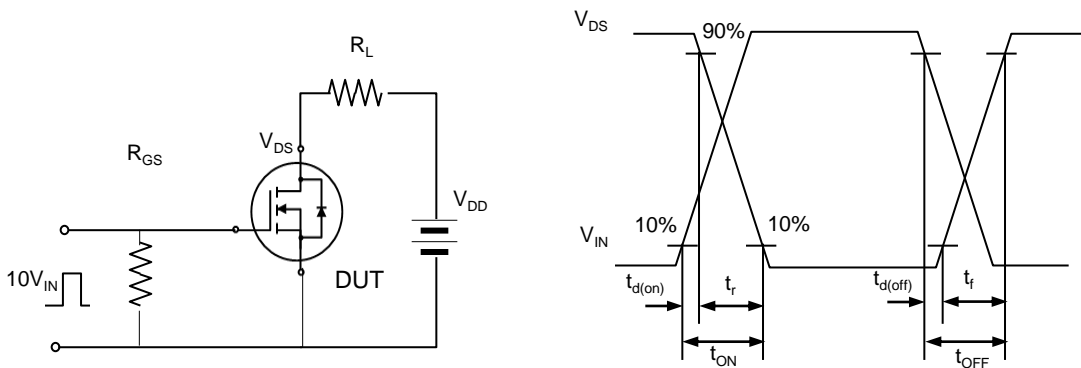 R_L
V_DS
R_GS
V_DD
10V_IN
DUT
V_DS
90%
V_IN
10%
10%
t_d(on)
t_r
t_d(off)
t_f
t_ON
t_OFF